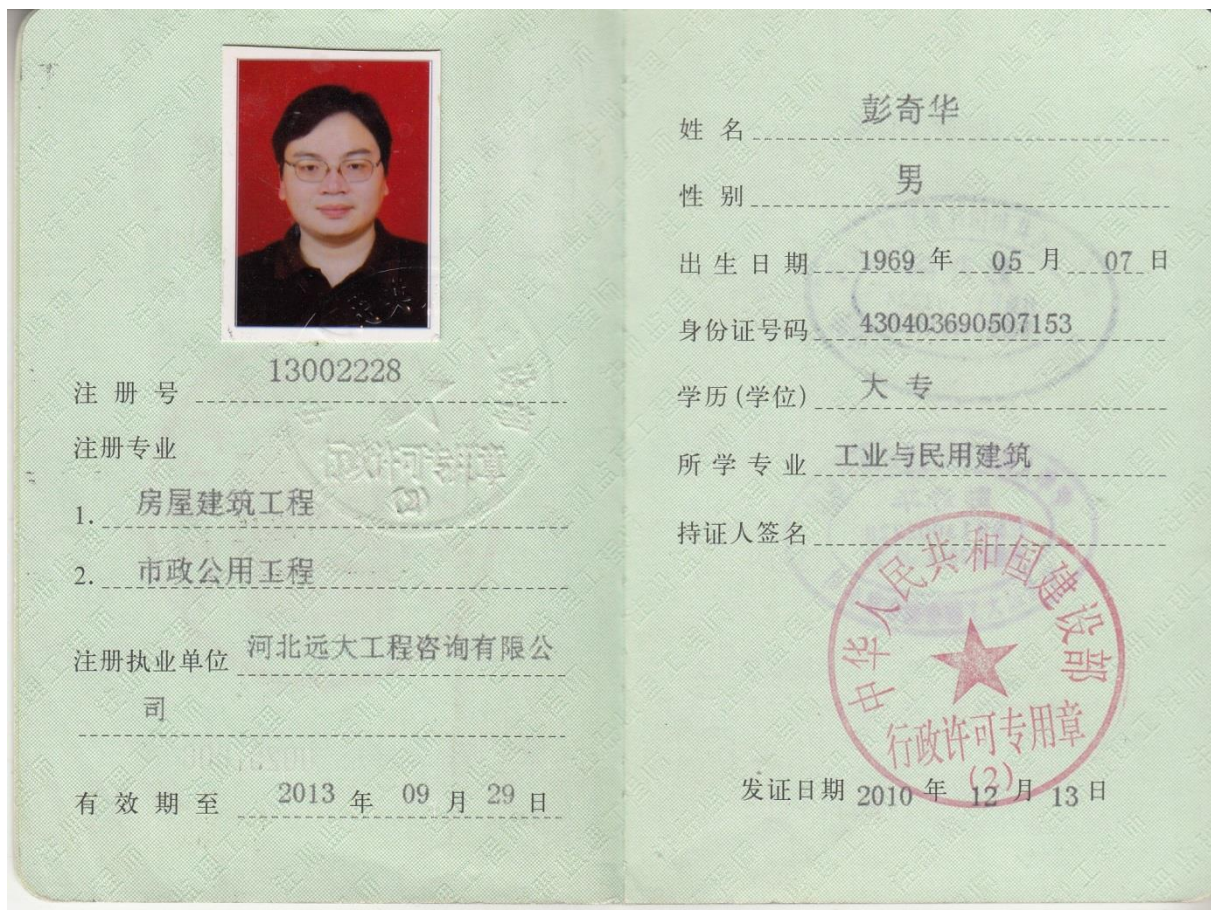 注 册 号 13002228
注册专业
1. 房屋建筑工程
2. 市政公用工程
注册执业单位 河北远大工程咨询有限公
司
有 效 期 至 2013 年 09 月 29 日
姓 名 彭奇华
性 别 男
出 生 日 期 1969 年 05 月 07 日
身份证号码 430403690507153
学历(学位) 大 专
所 学 专 业 工业与民用建筑
持证人签名
中华人民共和国建设部
行政许可专用章
(2)
发证日期 2010 年 12 月 13 日